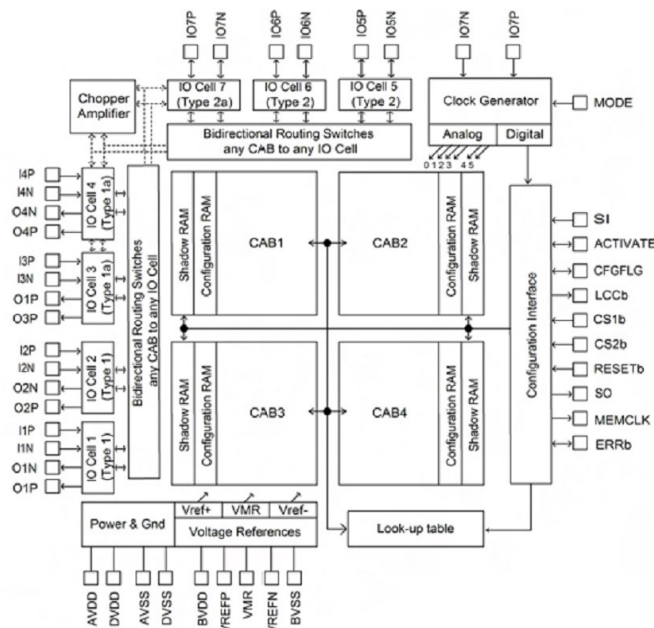 IO7P
IO7N
IO6P
IO6N
IO5P
IO5N
IO7N
IO7P
Chopper
Amplifier
IO Cell 7
(Type 2a)
IO Cell 6
(Type 2)
IO Cell 5
(Type 2)
Clock Generator
Analog
Digital
MODE
Bidirectional Routing Switches
any CAB to any IO Cell
0123 45
I4P
I4N
O4N
O4P
IO Cell 4
(Type 1a)
I3P
I3N
O1P
O3P
IO Cell 3
(Type 1a)
I2P
I2N
O2N
O2P
IO Cell 2
(Type 1)
I1P
I1N
O1N
O1P
IO Cell 1
(Type 1)
Bidirectional Routing Switches
any CAB to any IO Cell
Shadow RAM
Configuration RAM
CAB1
CAB2
Configuration RAM
Shadow RAM
Shadow RAM
Configuration RAM
CAB3
CAB4
Configuration RAM
Shadow RAM
Configuration Interface
SI
ACTIVATE
CFGFLG
LCCb
CS1b
CS2b
RESETb
SO
MEMCLK
ERRb
Power & Gnd
Vref+
VMR
Vref-
Voltage References
Look-up table
AVDD
DVDD
AVSS
DVSS
BVDD
VREFP
VMR
VREFN
BVSS